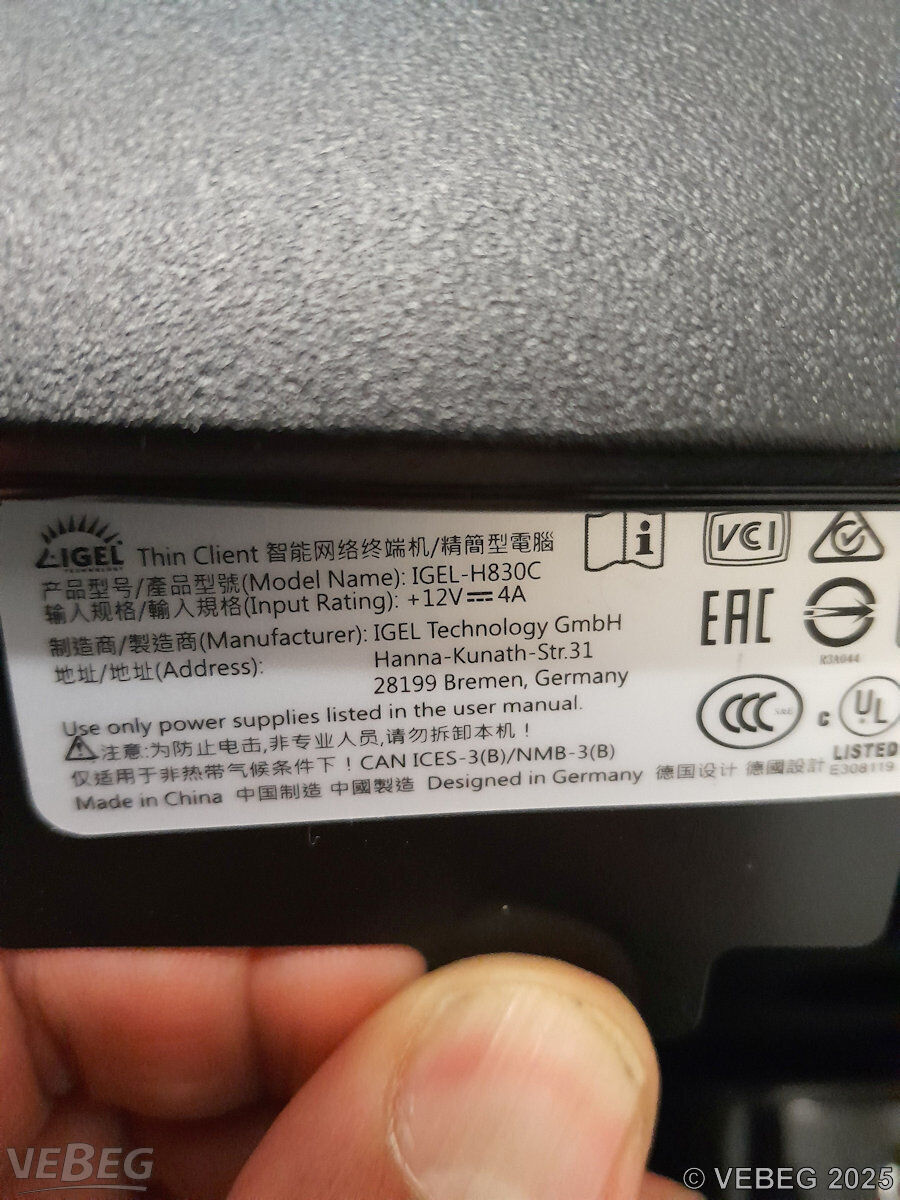 IGEL
TECHNOLOGY
Thin Client 智能网络终端机/精簡型電腦
产品型号/產品型號(Model Name): IGEL-H830C
输入规格/輸入規格(Input Rating): +12V⎓4A
制造商/製造商(Manufacturer): IGEL Technology GmbH
地址/地址(Address): Hanna-Kunath-Str.31
28199 Bremen, Germany
Use only power supplies listed in the user manual.
注意:为防止电击,非专业人员,请勿拆卸本机!
仅适用于非热带气候条件下! CAN ICES-3(B)/NMB-3(B)
Made in China 中国制造 中國製造 Designed in Germany 德国设计 德國設計
i
VCI
EAC
R3A044
CCC
S&E
C UL
LISTED
E308119
VEBEG
© VEBEG 2025